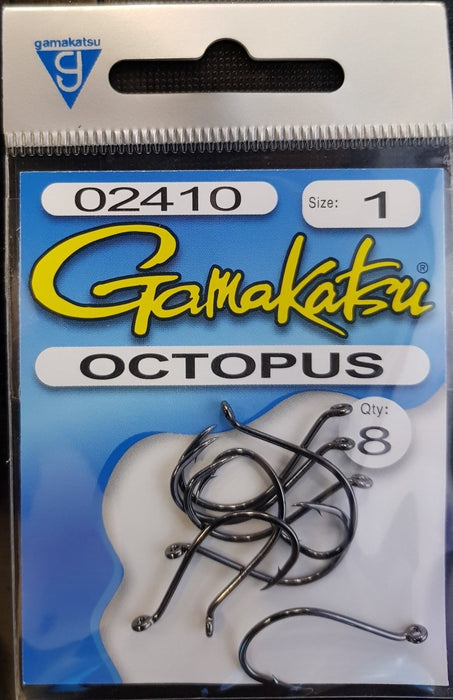 gamakatsu
02410
Size: 1
Gamakatsu®
OCTOPUS
Qty:
8